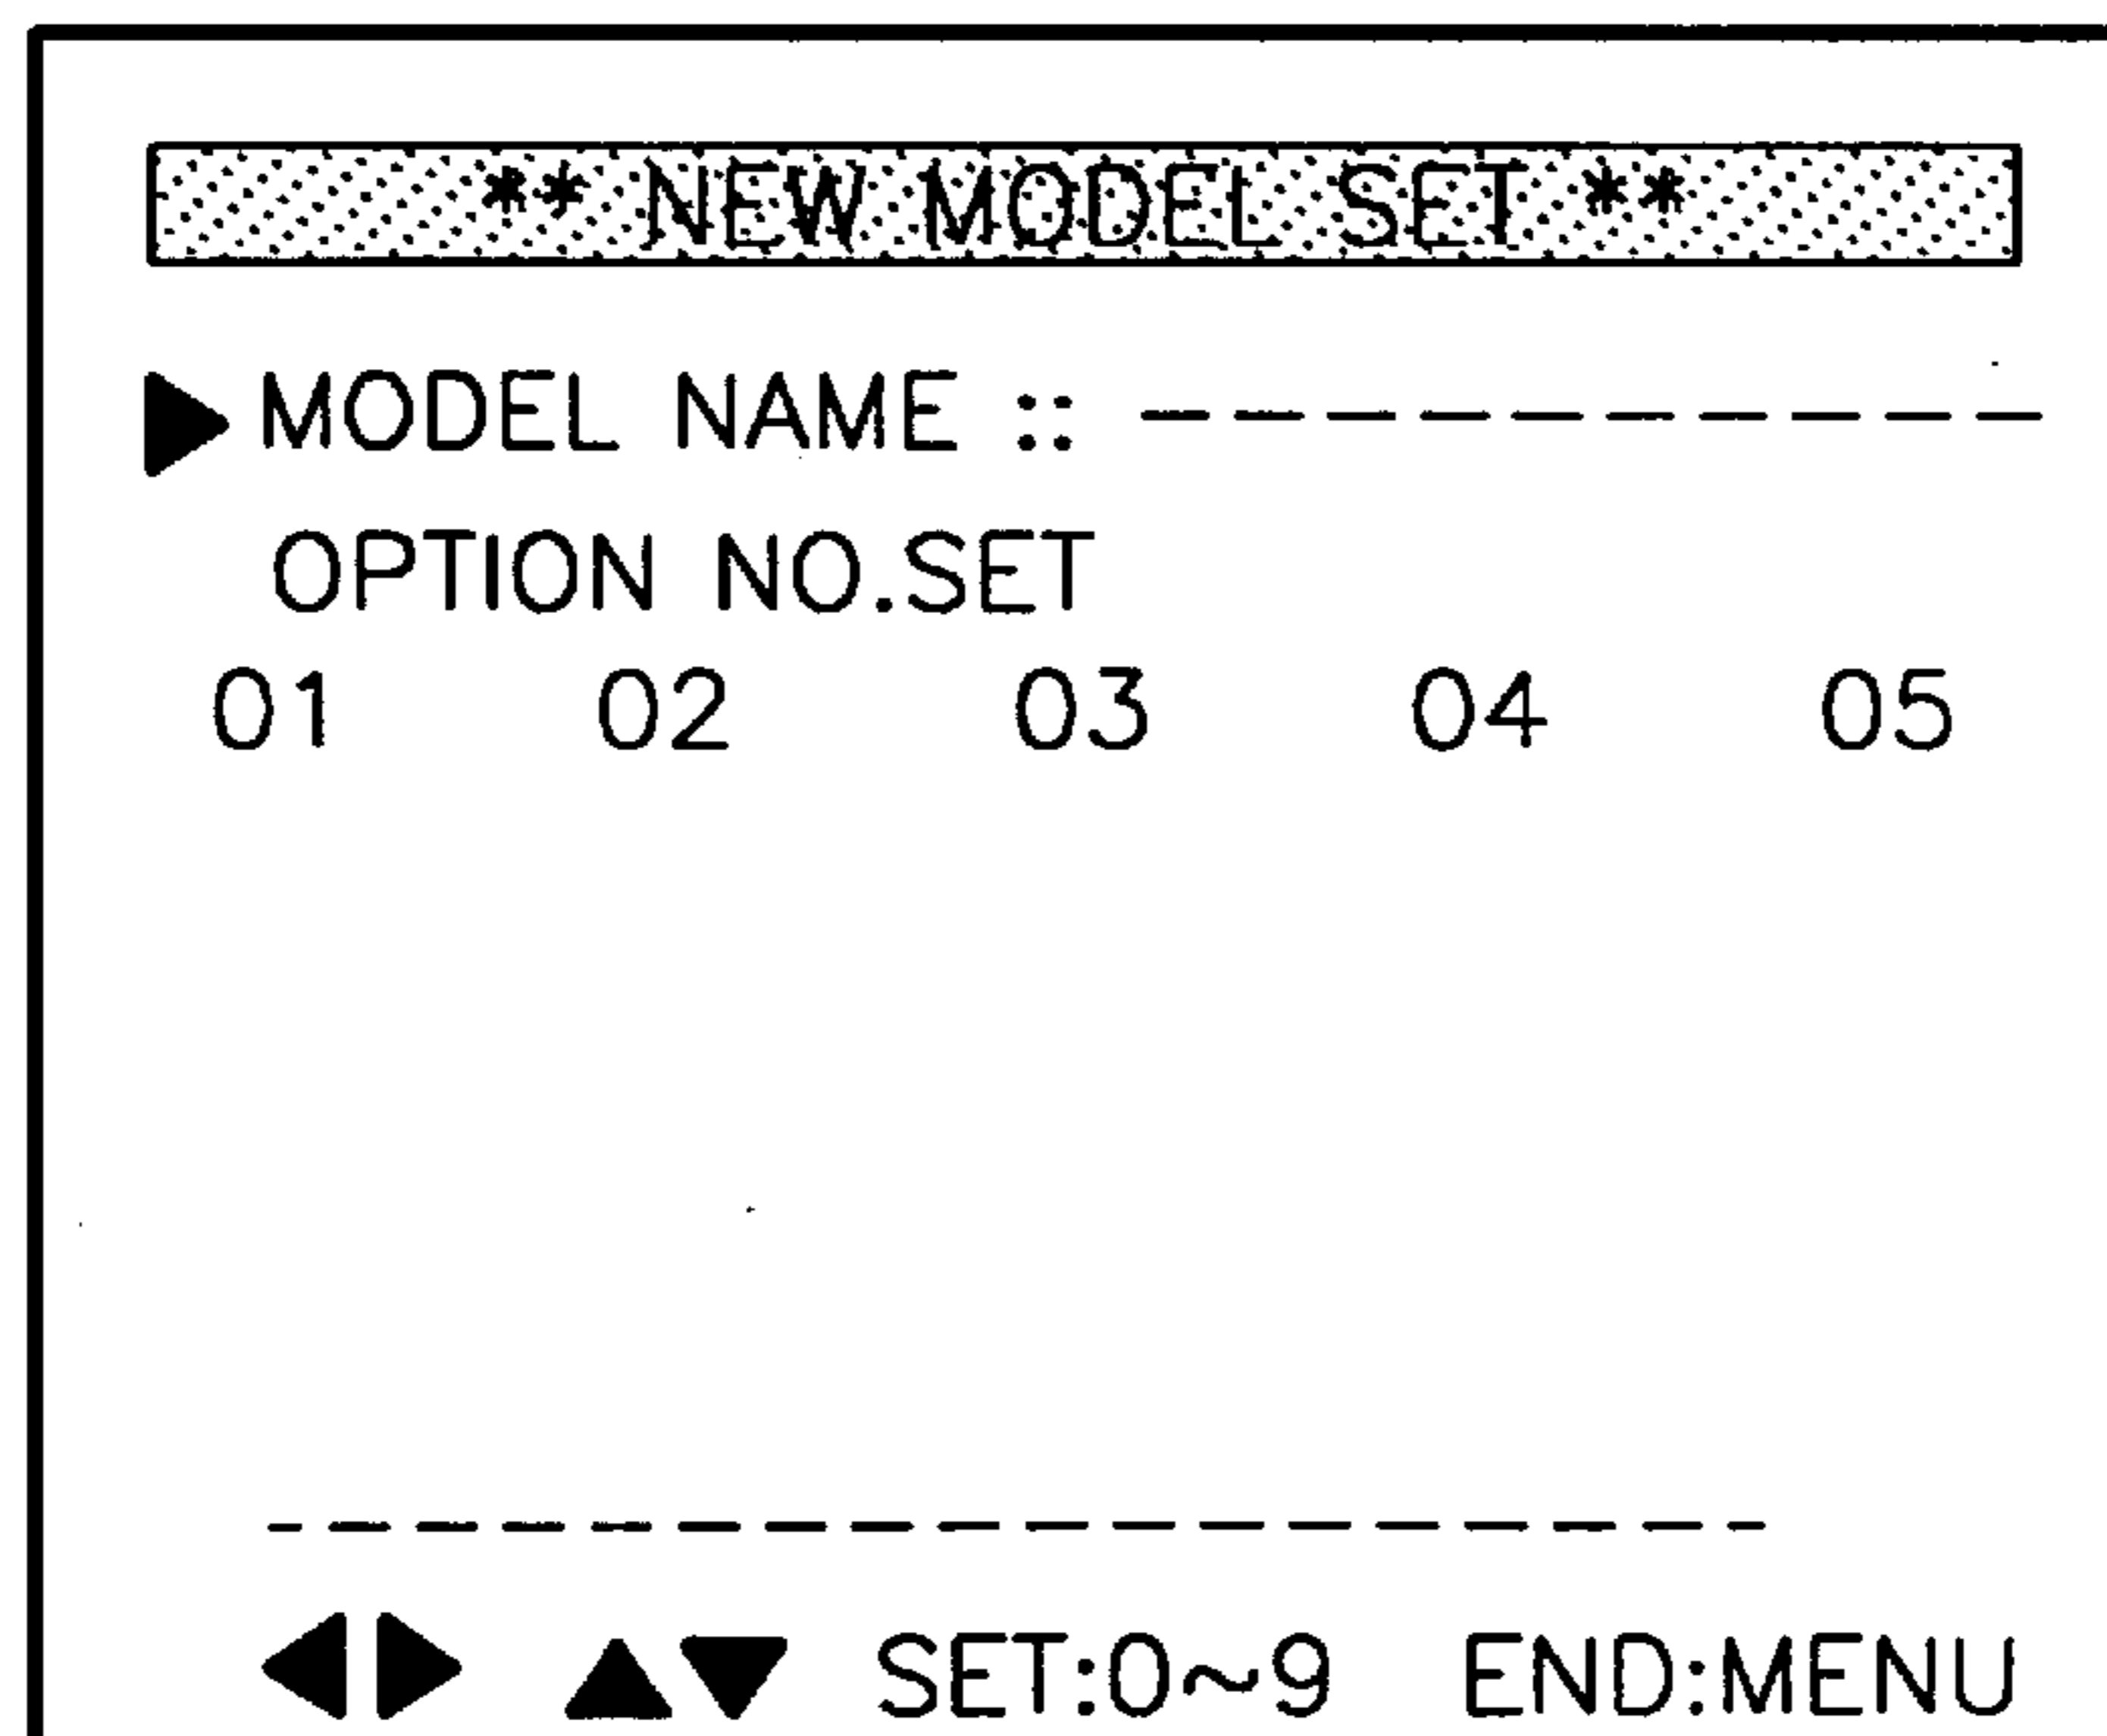 ** NEW MODEL SET **
▶MODEL NAME :: ----------
OPTION NO.SET
01 02 03 04 05
------------------
◀▶ ▲▼ SET:0~9 END:MENU